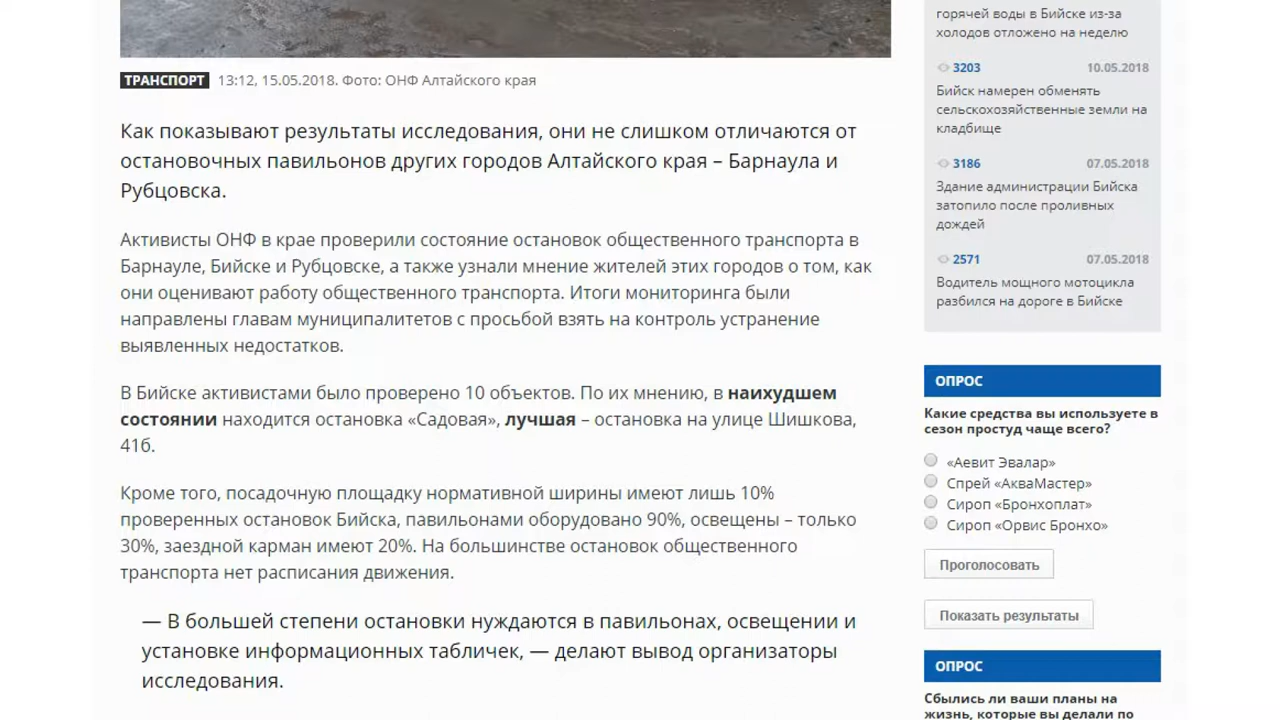 ТРАНСПОРТ 13:12, 15.05.2018. Фото: ОНФ Алтайского края
Как показывают результаты исследования, они не слишком отличаются от
остановочных павильонов других городов Алтайского края – Барнаула и
Рубцовска.
Активисты ОНФ в крае проверили состояние остановок общественного транспорта в
Барнауле, Бийске и Рубцовске, а также узнали мнение жителей этих городов о том, как
они оценивают работу общественного транспорта. Итоги мониторинга были
направлены главам муниципалитетов с просьбой взять на контроль устранение
выявленных недостатков.
В Бийске активистами было проверено 10 объектов. По их мнению, в наихудшем
состоянии находится остановка «Садовая», лучшая – остановка на улице Шишкова,
41б.
Кроме того, посадочную площадку нормативной ширины имеют лишь 10%
проверенных остановок Бийска, павильонами оборудовано 90%, освещены – только
30%, заездной карман имеют 20%. На большинстве остановок общественного
транспорта нет расписания движения.
— В большей степени остановки нуждаются в павильонах, освещении и
установке информационных табличек, — делают вывод организаторы
исследования.
горячей воды в Бийске из-за
холодов отложено на неделю
3203 10.05.2018
Бийск намерен обменять
сельскохозяйственные земли на
кладбище
3186 07.05.2018
Здание администрации Бийска
затопило после проливных
дождей
2571 07.05.2018
Водитель мощного мотоцикла
разбился на дороге в Бийске
ОПРОС
Какие средства вы используете в
сезон простуд чаще всего?
«Аевит Эвалар»
Спрей «АкваМастер»
Сироп «Бронхоплат»
Сироп «Орвис Бронхо»
Проголосовать
Показать результаты
ОПРОС
Сбылись ли ваши планы на
жизнь, которые вы делали по